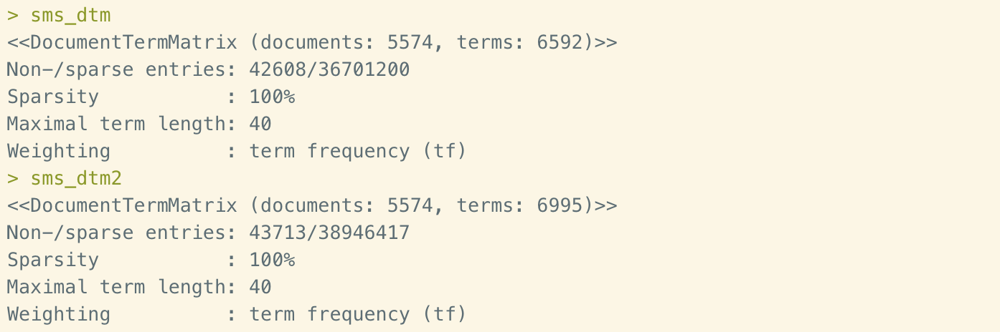 > sms_dtm
<<DocumentTermMatrix (documents: 5574, terms: 6592)>>
Non-/sparse entries: 42608/36701200
Sparsity           : 100%
Maximal term length: 40
Weighting          : term frequency (tf)
> sms_dtm2
<<DocumentTermMatrix (documents: 5574, terms: 6995)>>
Non-/sparse entries: 43713/38946417
Sparsity           : 100%
Maximal term length: 40
Weighting          : term frequency (tf)